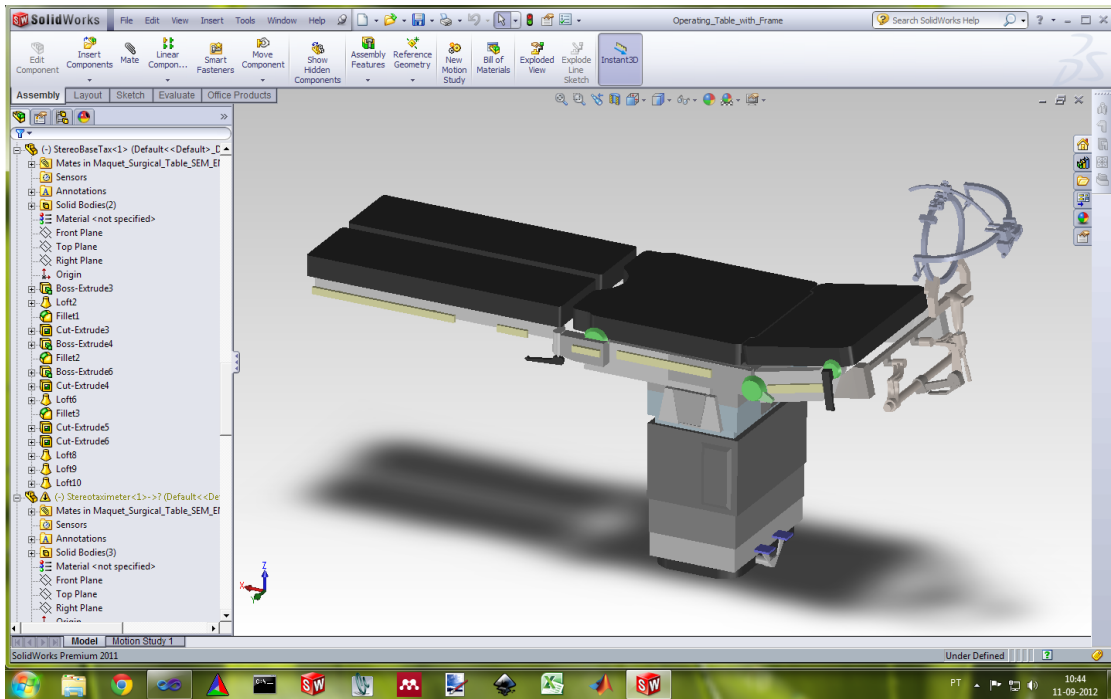 SolidWorks File Edit View Insert Tools Window Help Operating_Table_with_Frame Search SolidWorks Help
Edit Component
Insert Components
Mate
Linear Compon...
Smart Fasteners
Move Component
Show Hidden Components
Assembly Features
Reference Geometry
New Motion Study
Bill of Materials
Exploded View
Explode Line Sketch
Instant3D
Assembly Layout Sketch Evaluate Office Products
(-) StereoBaseTax<1> (Default<<Default>_D
Mates in Maquet_Surgical_Table_SEM_E
Sensors
Annotations
Solid Bodies(2)
Material <not specified>
Front Plane
Top Plane
Right Plane
Origin
Boss-Extrude3
Loft2
Fillet1
Cut-Extrude3
Boss-Extrude4
Fillet2
Boss-Extrude6
Cut-Extrude4
Loft6
Fillet3
Cut-Extrude5
Cut-Extrude6
Loft8
Loft9
Loft10
(-) Stereotaximeter<1>->? (Default<<De
Mates in Maquet_Surgical_Table_SEM_E
Sensors
Annotations
Solid Bodies(3)
Material <not specified>
Front Plane
Top Plane
Right Plane
Origin
Z
X
Y
Model Motion Study 1
SolidWorks Premium 2011 Under Defined
PT 10:44
11-09-2012